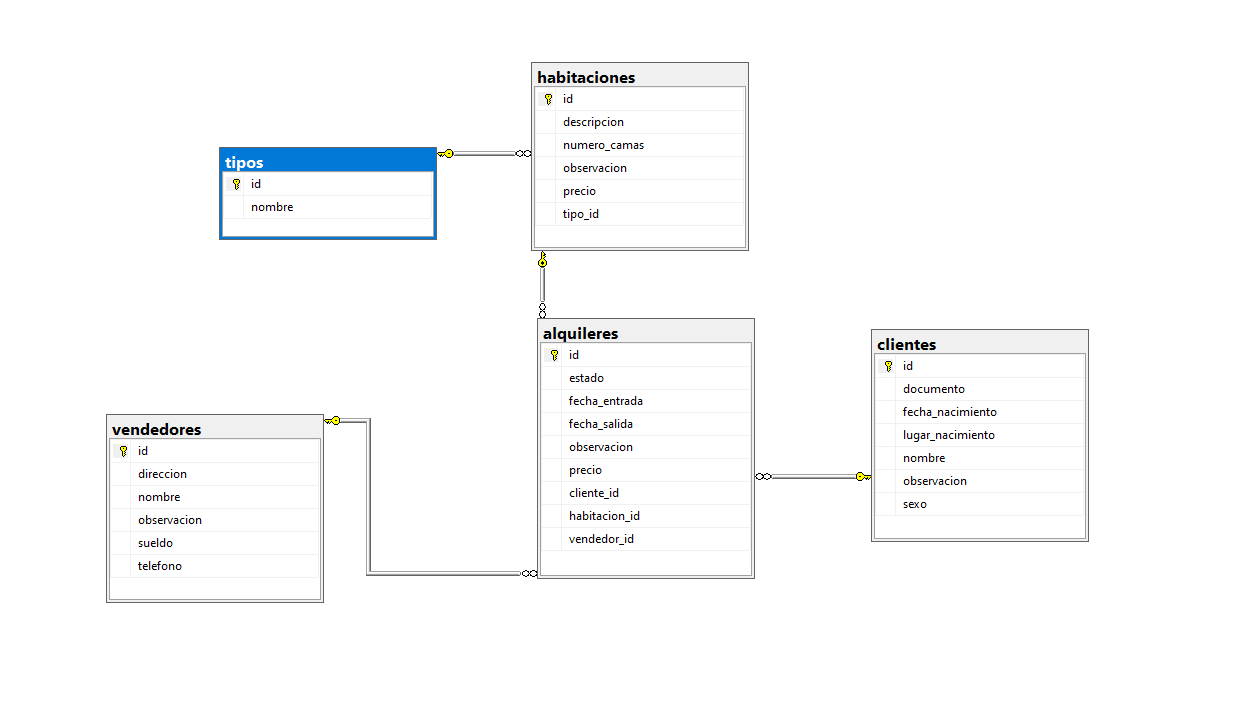 habitaciones
id
descripcion
numero_camas
observacion
precio
tipo_id
tipos
id
nombre
alquileres
id
estado
fecha_entrada
fecha_salida
observacion
precio
cliente_id
habitacion_id
vendedor_id
clientes
id
documento
fecha_nacimiento
lugar_nacimiento
nombre
observacion
sexo
vendedores
id
direccion
nombre
observacion
sueldo
telefono